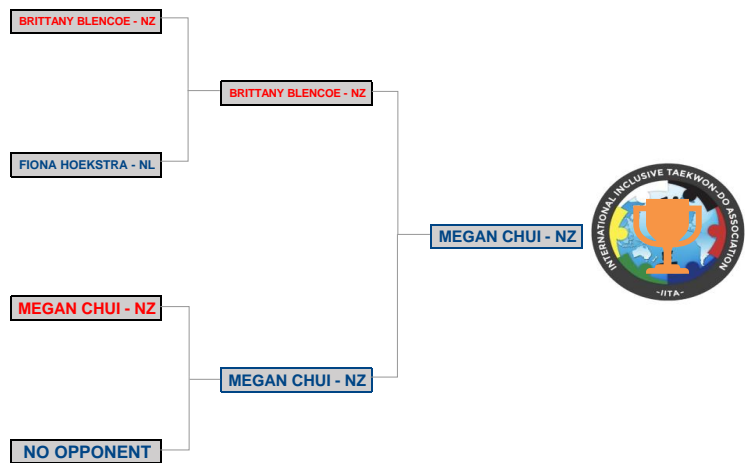 BRITTANY BLENCOE - NZ
BRITTANY BLENCOE - NZ
FIONA HOEKSTRA - NL
MEGAN CHUI - NZ
INTERNATIONAL INCLUSIVE TAEKWON-DO ASSOCIATION
-IITA-
MEGAN CHUI - NZ
MEGAN CHUI - NZ
NO OPPONENT